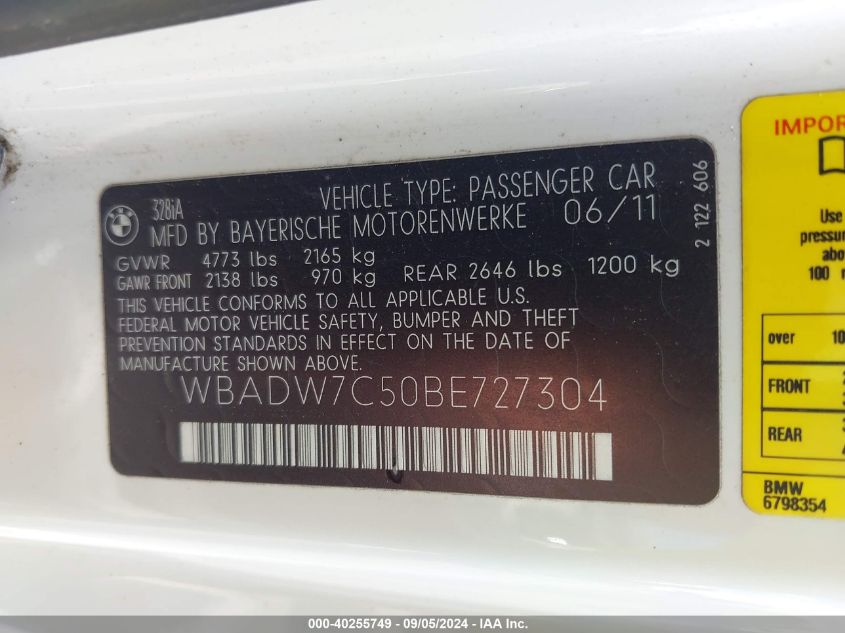 328iA VEHICLE TYPE: PASSENGER CAR
MFD BY BAYERISCHE MOTORENWERKE 06/11
GVWR 4773 lbs 2165 kg
GAWR FRONT 2138 lbs 970 kg REAR 2646 lbs 1200 kg
THIS VEHICLE CONFORMS TO ALL APPLICABLE U.S.
FEDERAL MOTOR VEHICLE SAFETY, BUMPER AND THEFT
PREVENTION STANDARDS IN EFFECT ON THE DATE OF
MANUFACTURE SHOWN ABOVE.
WBADW7C50BE727304
2 122 606
IMPOR
Use
pressu
abo
100
over 10
FRONT
REAR
BMW
6798354
000-40255749 - 09/05/2024 - IAA Inc.